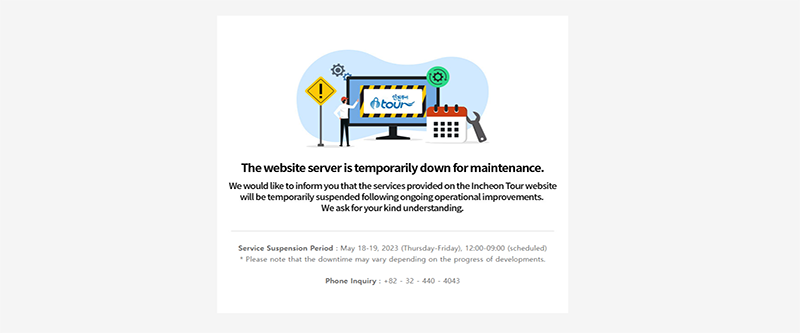 itour
The website server is temporarily down for maintenance.
We would like to inform you that the services provided on the Incheon Tour website
will be temporarily suspended following ongoing operational improvements.
We ask for your kind understanding.
Service Suspension Period : May 18-19, 2023 (Thursday-Friday), 12:00-09:00 (scheduled)
* Please note that the downtime may vary depending on the progress of developments.
Phone Inquiry : +82 - 32 - 440 - 4043